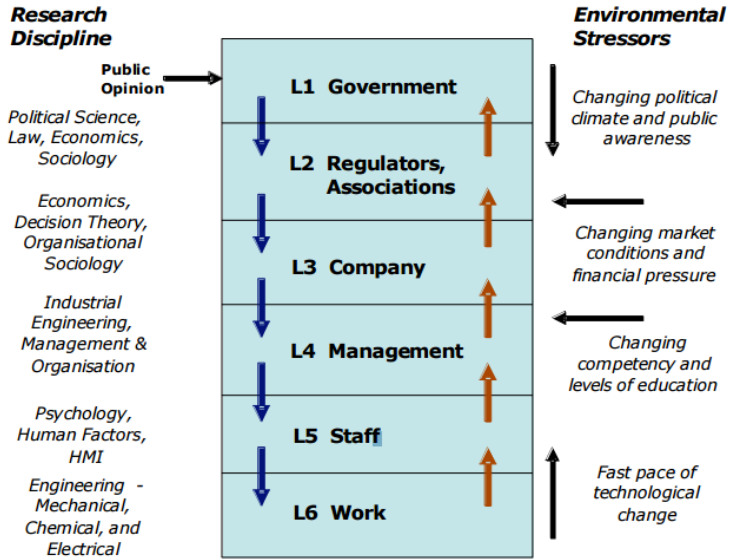 Research
Discipline
Environmental
Stressors
Public
Opinion
L1 Government
Changing political
climate and public
awareness
Political Science,
Law, Economics,
Sociology
L2 Regulators,
Associations
Economics,
Decision Theory,
Organisational
Sociology
Changing market
conditions and
financial pressure
L3 Company
Industrial
Engineering,
Management &
Organisation
L4 Management
Changing
competency and
levels of education
Psychology,
Human Factors,
HMI
L5 Staff
Engineering -
Mechanical,
Chemical, and
Electrical
L6 Work
Fast pace of
technological
change